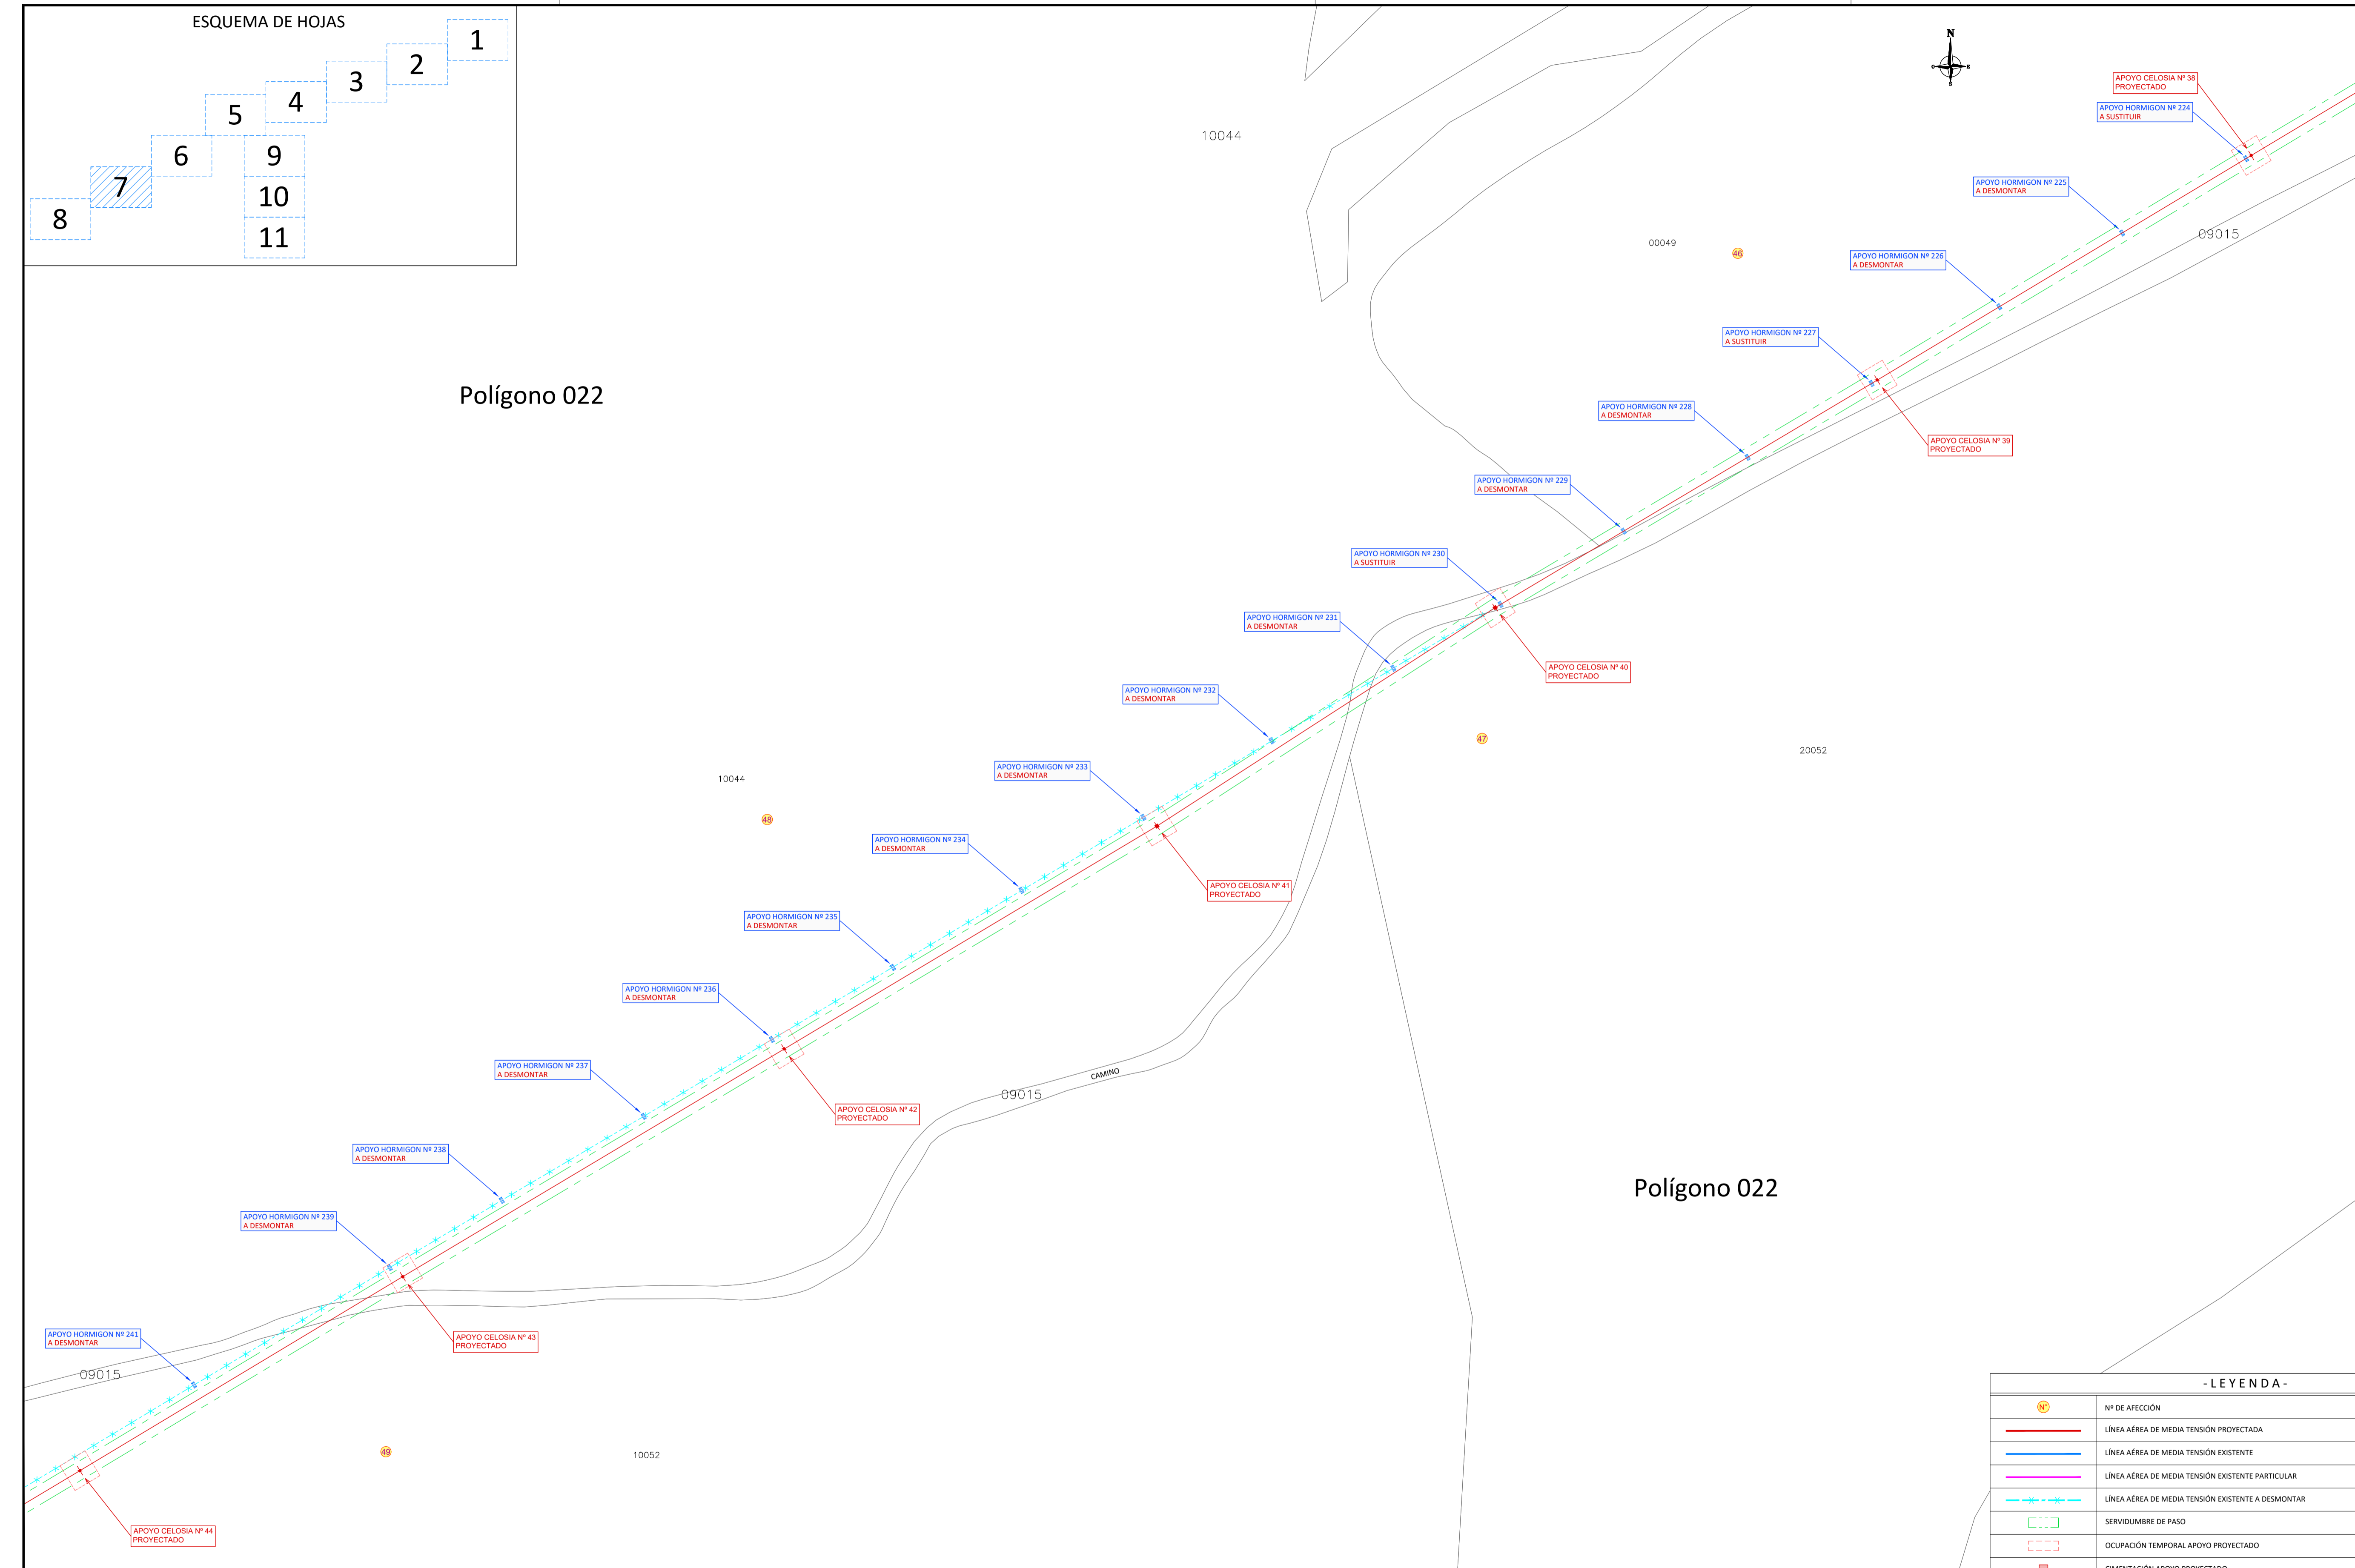 ESQUEMA DE HOJAS
1
2
3
4
5
6
9
7
10
8
11
N
O
E
S
10044
APOYO CELOSIA Nº 38
PROYECTADO
APOYO HORMIGON Nº 224
A SUSTITUIR
APOYO HORMIGON Nº 225
A DESMONTAR
09015
00049
46
APOYO HORMIGON Nº 226
A DESMONTAR
APOYO HORMIGON Nº 227
A SUSTITUIR
Polígono 022
APOYO HORMIGON Nº 228
A DESMONTAR
APOYO CELOSIA Nº 39
PROYECTADO
APOYO HORMIGON Nº 229
A DESMONTAR
APOYO HORMIGON Nº 230
A SUSTITUIR
APOYO HORMIGON Nº 231
A DESMONTAR
APOYO CELOSIA Nº 40
PROYECTADO
APOYO HORMIGON Nº 232
A DESMONTAR
47
20052
APOYO HORMIGON Nº 233
A DESMONTAR
10044
48
APOYO HORMIGON Nº 234
A DESMONTAR
APOYO CELOSIA Nº 41
PROYECTADO
APOYO HORMIGON Nº 235
A DESMONTAR
APOYO HORMIGON Nº 236
A DESMONTAR
APOYO HORMIGON Nº 237
A DESMONTAR
CAMINO
09015
APOYO CELOSIA Nº 42
PROYECTADO
APOYO HORMIGON Nº 238
A DESMONTAR
Polígono 022
APOYO HORMIGON Nº 239
A DESMONTAR
APOYO HORMIGON Nº 241
A DESMONTAR
APOYO CELOSIA Nº 43
PROYECTADO
09015
49
10052
APOYO CELOSIA Nº 44
PROYECTADO
- L E Y E N D A -
Nº
Nº DE AFECCIÓN
LÍNEA AÉREA DE MEDIA TENSIÓN PROYECTADA
LÍNEA AÉREA DE MEDIA TENSIÓN EXISTENTE
LÍNEA AÉREA DE MEDIA TENSIÓN EXISTENTE PARTICULAR
LÍNEA AÉREA DE MEDIA TENSIÓN EXISTENTE A DESMONTAR
SERVIDUMBRE DE PASO
OCUPACIÓN TEMPORAL APOYO PROYECTADO
CIMENTACIÓN APOYO PROYECTADO